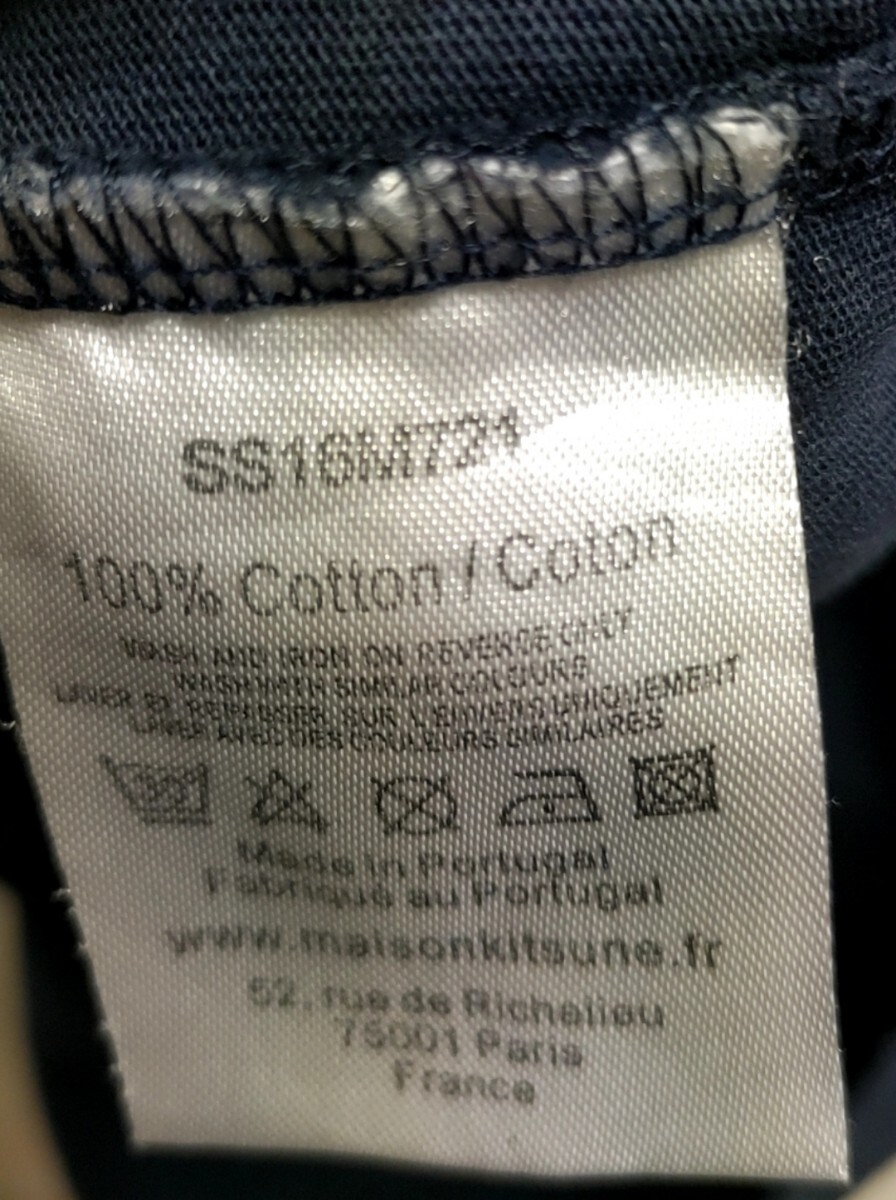 SS16M721
100% Cotton / Coton
WASH AND IRON ON REVERSE ONLY
WASH WITH SIMILAR COLOURS
LAVER ET REPASSER SUR L'ENVERS UNIQUEMENT
LAVER AVEC DES COULEURS SIMILAIRES
Made in Portugal
Fabriqué au Portugal
www.maisonkitsune.fr
52, rue de Richelieu
75001 Paris
France